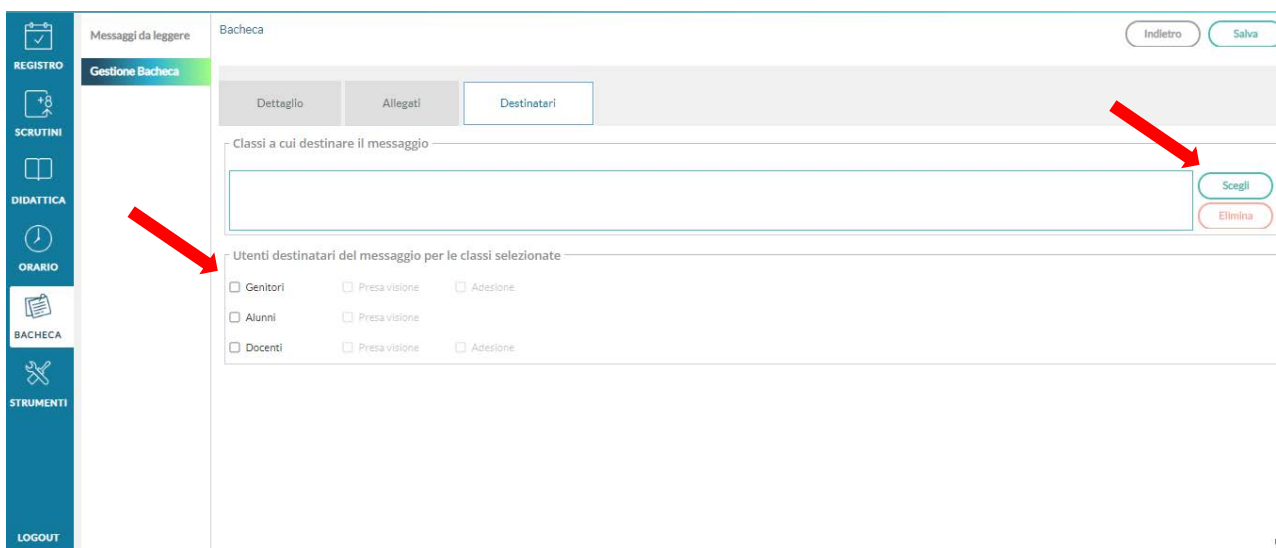 REGISTRO
SCRUTINI
DIDATTICA
ORARIO
BACHECA
STRUMENTI
LOGOUT
Messaggi da leggere
Gestione Bacheca
Bacheca
Indietro
Salva
Dettaglio
Allegati
Destinatari
Classi a cui destinare il messaggio
Scegli
Elimina
Utenti destinatari del messaggio per le classi selezionate
Genitori Presa visione Adesione
Alunni Presa visione
Docenti Presa visione Adesione